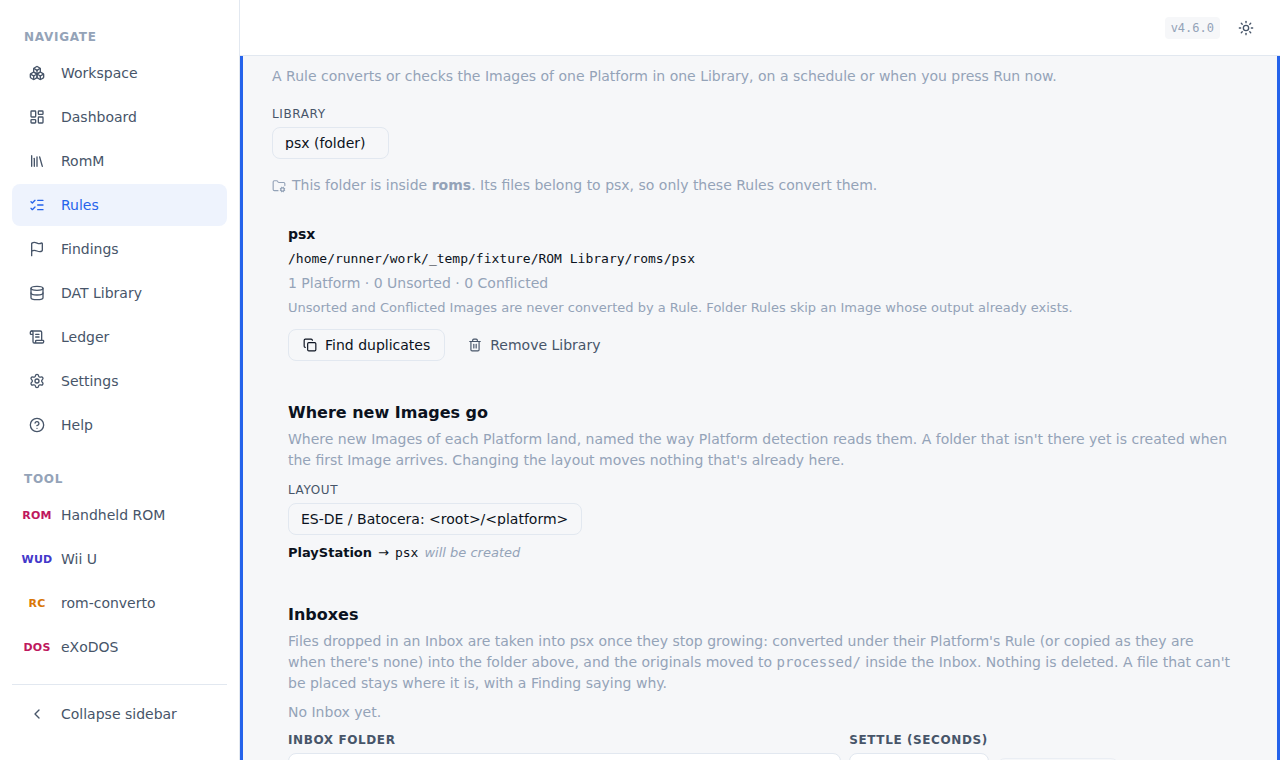 NAVIGATE
Workspace
Dashboard
RomM
Rules
Findings
DAT Library
Ledger
Settings
Help
TOOL
ROM Handheld ROM
WUD Wii U
RC rom-converto
DOS eXoDOS
Collapse sidebar
v4.6.0
A Rule converts or checks the Images of one Platform in one Library, on a schedule or when you press Run now.
LIBRARY
psx (folder)
This folder is inside roms. Its files belong to psx, so only these Rules convert them.
psx
/home/runner/work/_temp/fixture/ROM Library/roms/psx
1 Platform · 0 Unsorted · 0 Conflicted
Unsorted and Conflicted Images are never converted by a Rule. Folder Rules skip an Image whose output already exists.
Find duplicates
Remove Library
Where new Images go
Where new Images of each Platform land, named the way Platform detection reads them. A folder that isn't there yet is created when
the first Image arrives. Changing the layout moves nothing that's already here.
LAYOUT
ES-DE / Batocera: <root>/<platform>
PlayStation → psx will be created
Inboxes
Files dropped in an Inbox are taken into psx once they stop growing: converted under their Platform's Rule (or copied as they are
when there's none) into the folder above, and the originals moved to processed/ inside the Inbox. Nothing is deleted. A file that can't
be placed stays where it is, with a Finding saying why.
No Inbox yet.
INBOX FOLDER
SETTLE (SECONDS)